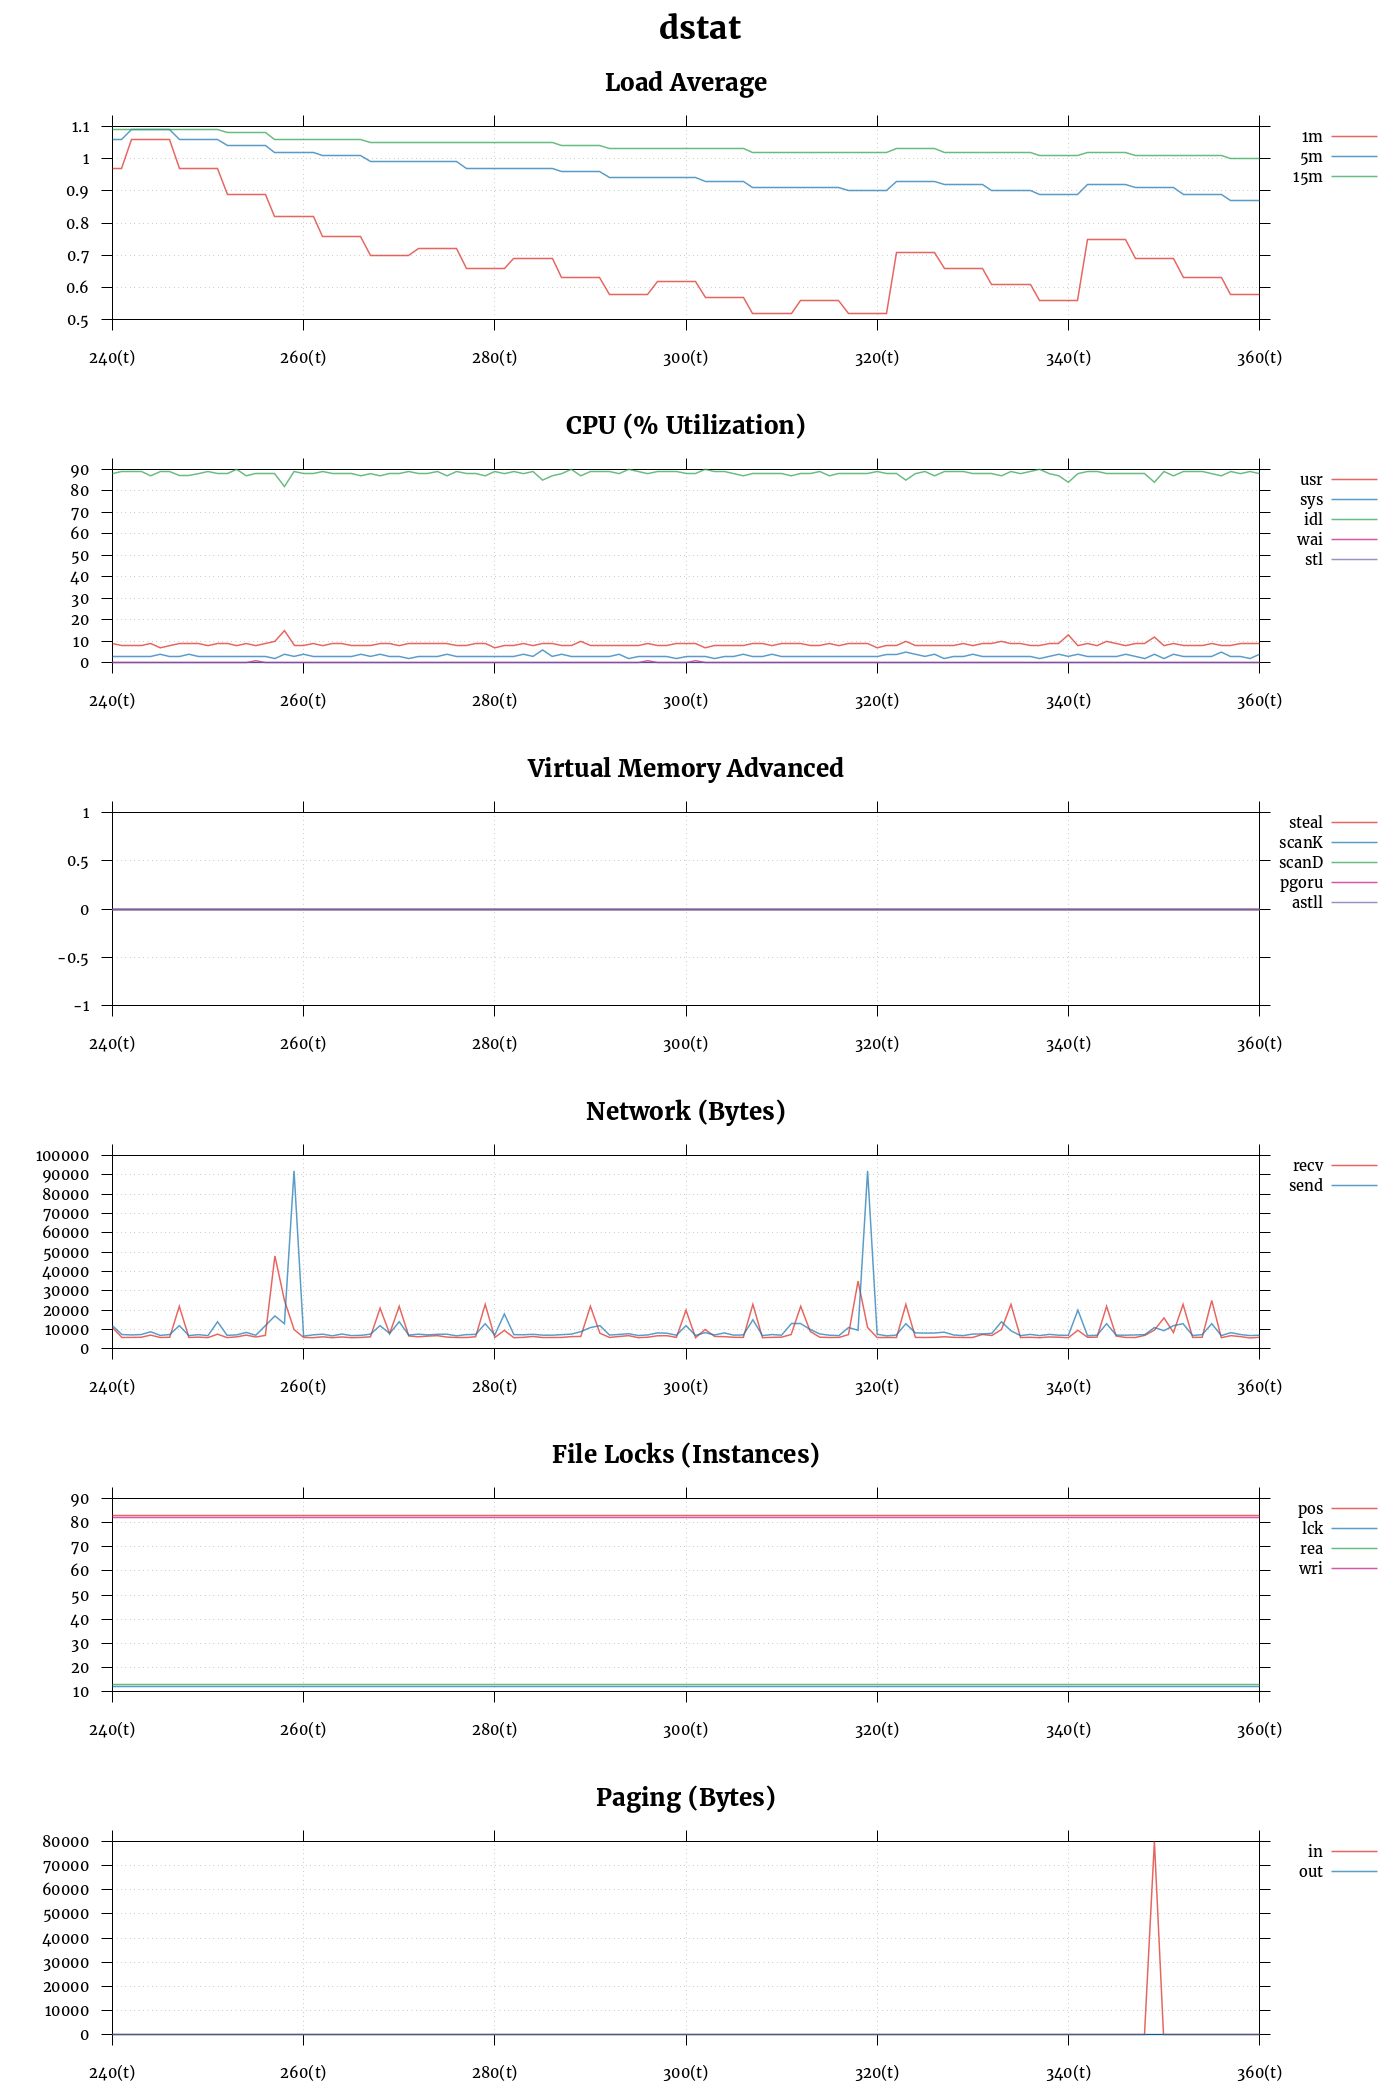 dstat
Load Average
1.1
1
0.9
0.8
0.7
0.6
0.5
240(t) 260(t) 280(t) 300(t) 320(t) 340(t) 360(t)
1m
5m
15m
CPU (% Utilization)
90
80
70
60
50
40
30
20
10
0
240(t) 260(t) 280(t) 300(t) 320(t) 340(t) 360(t)
usr
sys
idl
wai
stl
Virtual Memory Advanced
1
0.5
0
-0.5
-1
240(t) 260(t) 280(t) 300(t) 320(t) 340(t) 360(t)
steal
scanK
scanD
pgoru
astll
Network (Bytes)
100000
90000
80000
70000
60000
50000
40000
30000
20000
10000
0
240(t) 260(t) 280(t) 300(t) 320(t) 340(t) 360(t)
recv
send
File Locks (Instances)
90
80
70
60
50
40
30
20
10
240(t) 260(t) 280(t) 300(t) 320(t) 340(t) 360(t)
pos
lck
rea
wri
Paging (Bytes)
80000
70000
60000
50000
40000
30000
20000
10000
0
240(t) 260(t) 280(t) 300(t) 320(t) 340(t) 360(t)
in
out